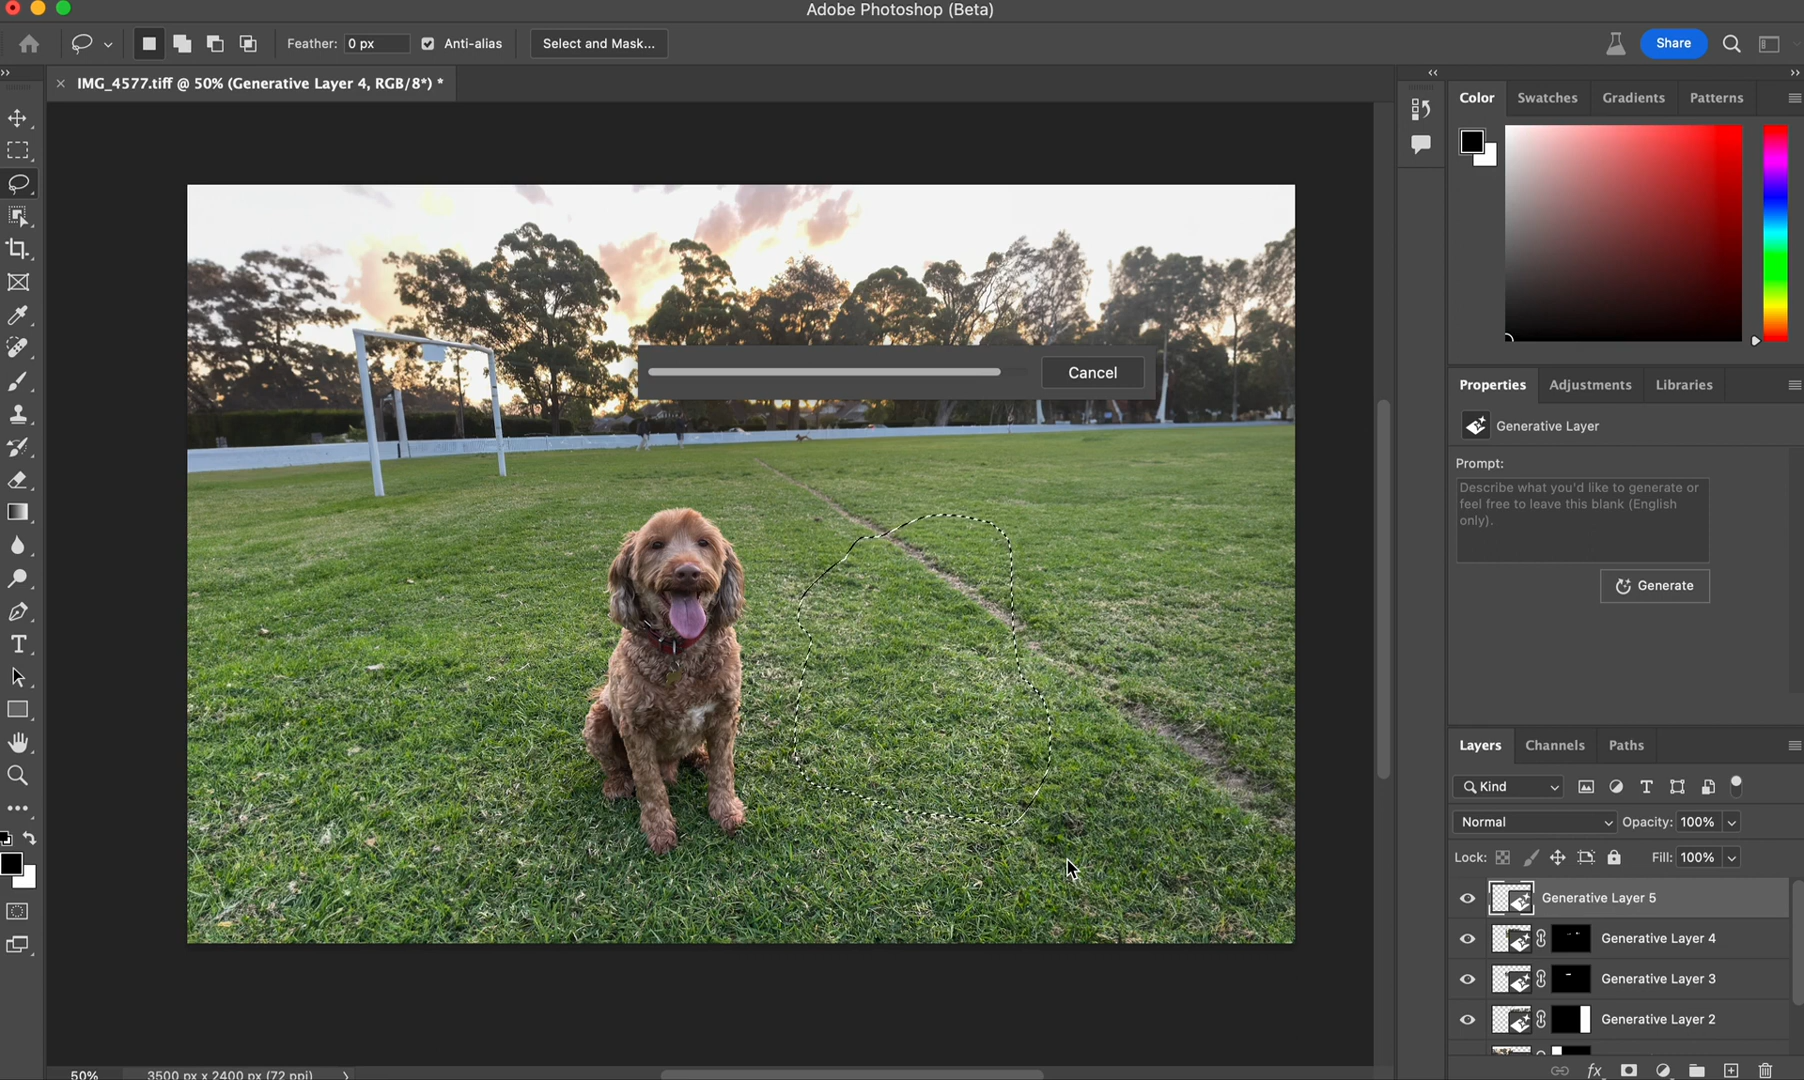 Adobe Photoshop (Beta)
Feather: 0 px Anti-alias Select and Mask... Share
IMG_4577.tiff @ 50% (Generative Layer 4, RGB/8*) *
Color Swatches Gradients Patterns
Cancel
Properties Adjustments Libraries
Generative Layer
Prompt:
Describe what you'd like to generate or
feel free to leave this blank (English
only).
Generate
Layers Channels Paths
Kind
Normal Opacity: 100%
Lock: Fill: 100%
Generative Layer 5
Generative Layer 4
Generative Layer 3
Generative Layer 2
50% 3500 px x 2400 px (72 ppi)